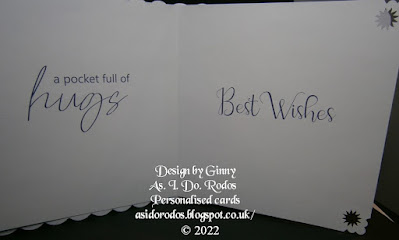 a pocket full of
hugs
Best Wishes
Design by Ginny
As. I. Do. Rodos
Personalised cards
asidorodos.blogspot.co.uk/
© 2022